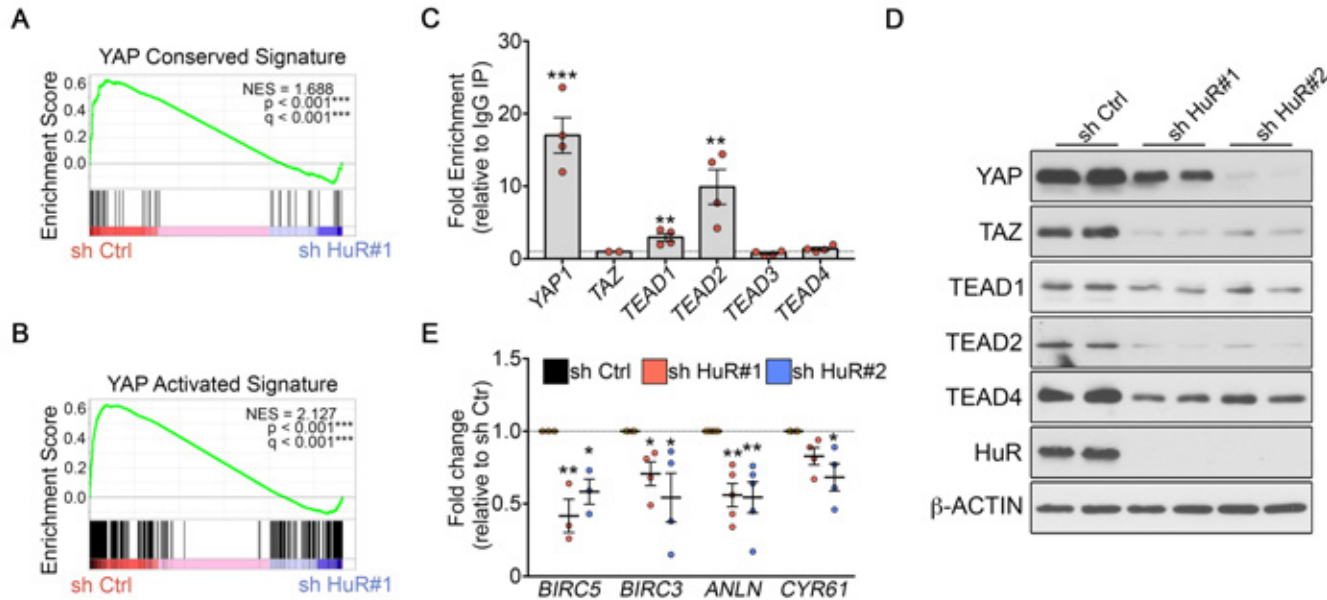 A
YAP Conserved Signature
NES = 1.688
p < 0.001***
q < 0.001***
Enrichment Score
0.6
0.4
0.2
0.0
sh Ctrl
sh HuR#1
B
YAP Activated Signature
NES = 2.127
p < 0.001***
q < 0.001***
Enrichment Score
0.6
0.4
0.2
0.0
sh Ctrl
sh HuR#1
C
Fold Enrichment
(relative to IgG IP)
30
20
10
0
***
**
**
YAP1
TAZ
TEAD1
TEAD2
TEAD3
TEAD4
E
sh Ctrl
sh HuR#1
sh HuR#2
Fold change
(relative to sh Ctr)
1.5
1.0
0.5
0.0
** * * * ** ** *
BIRC5
BIRC3
ANLN
CYR61
D
sh Ctrl
sh HuR#1
sh HuR#2
YAP
TAZ
TEAD1
TEAD2
TEAD4
HuR
β-ACTIN